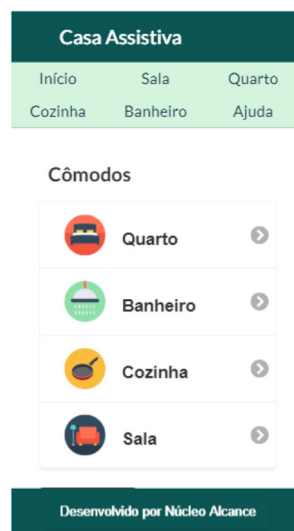 Casa Assistiva
Início Sala Quarto
Cozinha Banheiro Ajuda
Cômodos
Quarto
Banheiro
Cozinha
Sala
Desenvolvido por Núcleo Alcance